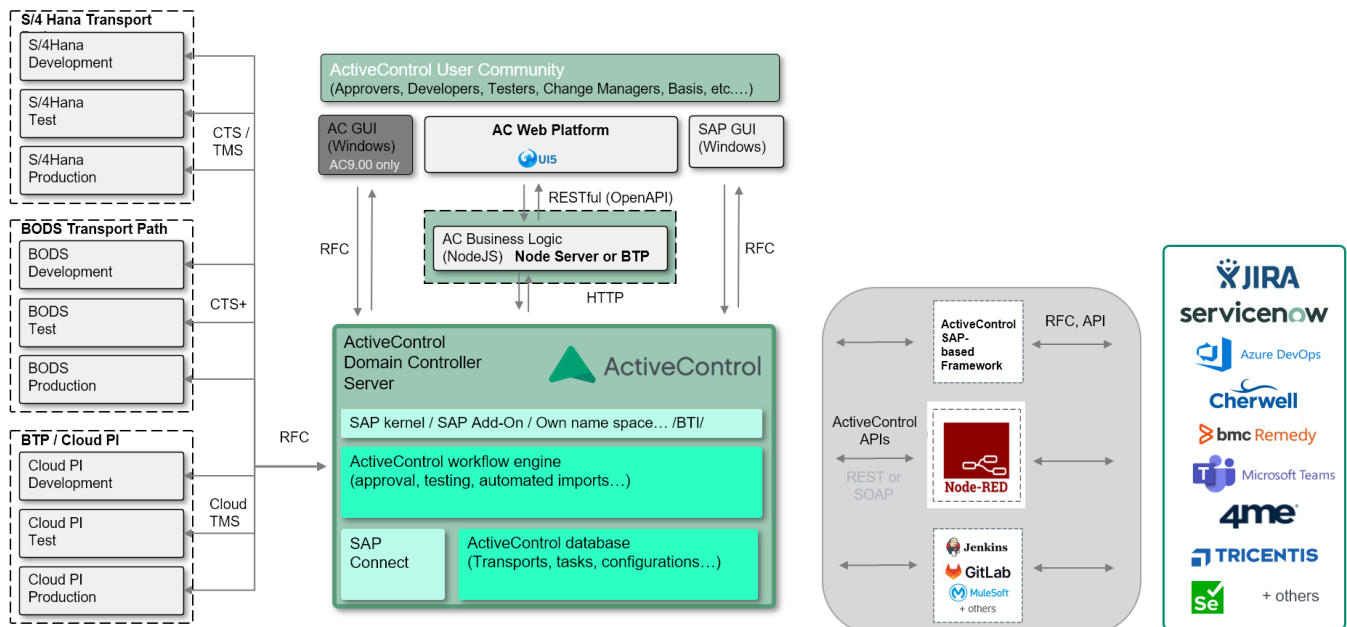 S/4 Hana Transport
S/4Hana
Development
S/4Hana
Test
S/4Hana
Production
CTS /
TMS
BODS Transport Path
BODS
Development
BODS
Test
BODS
Production
CTS+
BTP / Cloud PI
Cloud PI
Development
Cloud PI
Test
Cloud PI
Production
Cloud
TMS
RFC
ActiveControl User Community
(Approvers, Developers, Testers, Change Managers, Basis, etc.…)
AC GUI
(Windows)
AC9.00 only
AC Web Platform
UI5
SAP GUI
(Windows)
RESTful (OpenAPI)
RFC
AC Business Logic
(NodeJS) Node Server or BTP
RFC
HTTP
ActiveControl
Domain Controller
Server
ActiveControl
SAP kernel / SAP Add-On / Own name space… /BTI/
ActiveControl workflow engine
(approval, testing, automated imports…)
SAP
Connect
ActiveControl database
(Transports, tasks, configurations…)
ActiveControl
SAP-
based
Framework
RFC, API
ActiveControl
APIs
REST or
SOAP
Node-RED
Jenkins
GitLab
MuleSoft
+ others
JIRA
servicenow
Azure DevOps
Cherwell
bmc Remedy
Microsoft Teams
4me
TRICENTIS
Se
+ others